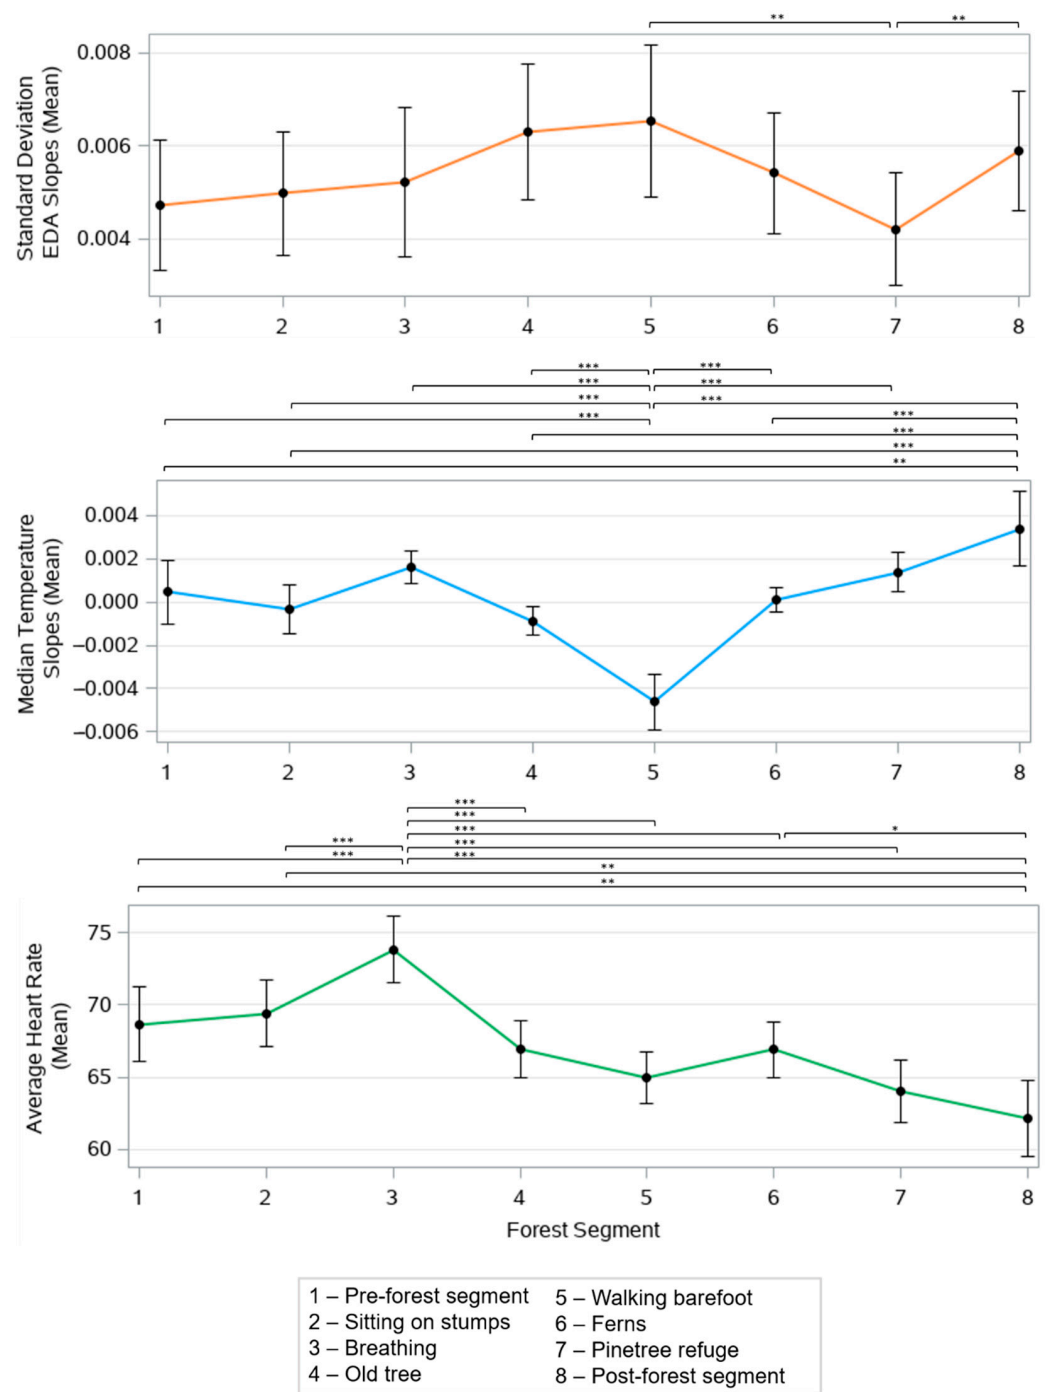 ** **
Standard Deviation
EDA Slopes (Mean)
0.008
0.006
0.004
1 2 3 4 5 6 7 8
*** ***
*** ***
*** ***
*** ***
***
***
**
Median Temperature
Slopes (Mean)
0.004
0.002
0.000
−0.002
−0.004
−0.006
1 2 3 4 5 6 7 8
***
***
*** *
*** ***
*** ***
**
**
Average Heart Rate
(Mean)
75
70
65
60
1 2 3 4 5 6 7 8
Forest Segment
1 – Pre-forest segment
2 – Sitting on stumps
3 – Breathing
4 – Old tree
5 – Walking barefoot
6 – Ferns
7 – Pinetree refuge
8 – Post-forest segment